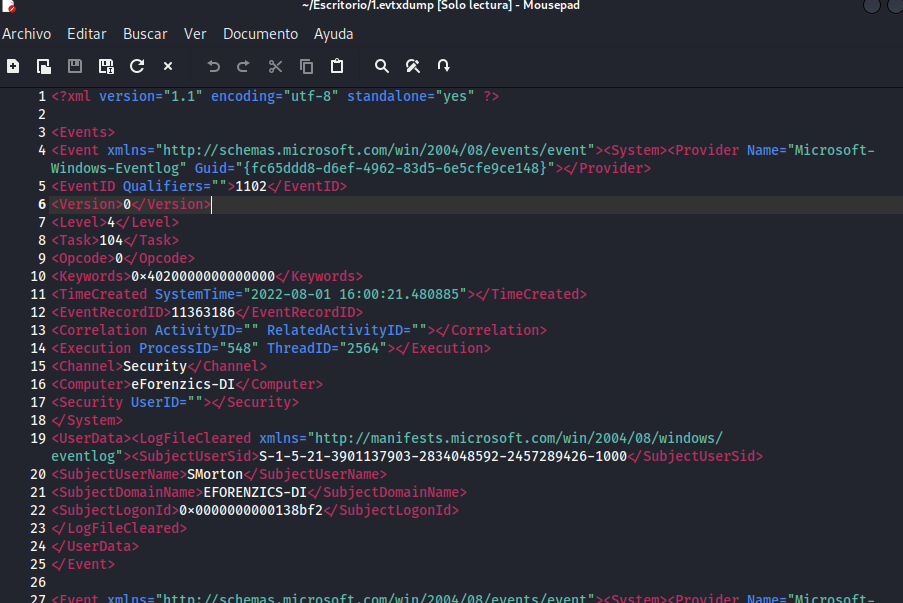 ~/Escritorio/1.evtxdump [Solo lectura] - Mousepad
Archivo Editar Buscar Ver Documento Ayuda
1 <?xml version="1.1" encoding="utf-8" standalone="yes" ?>
2
3 <Events>
4 <Event xmlns="http://schemas.microsoft.com/win/2004/08/events/event"><System><Provider Name="Microsoft-
Windows-Eventlog" Guid="{fc65ddd8-d6ef-4962-83d5-6e5cfe9ce148}"></Provider>
5 <EventID Qualifiers="">1102</EventID>
6 <Version>0</Version>
7 <Level>4</Level>
8 <Task>104</Task>
9 <Opcode>0</Opcode>
10 <Keywords>0x4020000000000000</Keywords>
11 <TimeCreated SystemTime="2022-08-01 16:00:21.480885"></TimeCreated>
12 <EventRecordID>11363186</EventRecordID>
13 <Correlation ActivityID="" RelatedActivityID=""></Correlation>
14 <Execution ProcessID="548" ThreadID="2564"></Execution>
15 <Channel>Security</Channel>
16 <Computer>eForenzics-DI</Computer>
17 <Security UserID=""></Security>
18 </System>
19 <UserData><LogFileCleared xmlns="http://manifests.microsoft.com/win/2004/08/windows/
eventlog"><SubjectUserSid>S-1-5-21-3901137903-2834048592-2457289426-1000</SubjectUserSid>
20 <SubjectUserName>SMorton</SubjectUserName>
21 <SubjectDomainName>EFORENZICS-DI</SubjectDomainName>
22 <SubjectLogonId>0x0000000000138bf2</SubjectLogonId>
23 </LogFileCleared>
24 </UserData>
25 </Event>
26
27 <Event xmlns="http://schemas.microsoft.com/win/2004/08/events/event"><System><Provider Name="Microsoft-